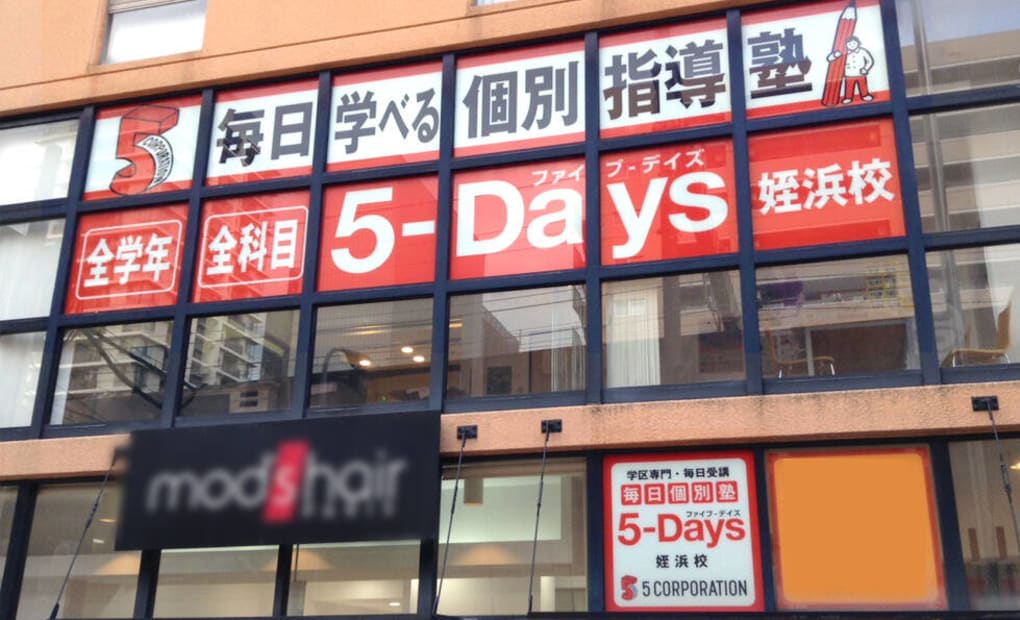 5 CORPORATION
毎日学べる個別指導塾
全学年
全科目
ファイブ-デイズ
5-Days
姪浜校
mod's hair
学区専門・毎日受講
毎日個別塾
ファイブ-デイズ
5-Days
姪浜校
5 5 CORPORATION